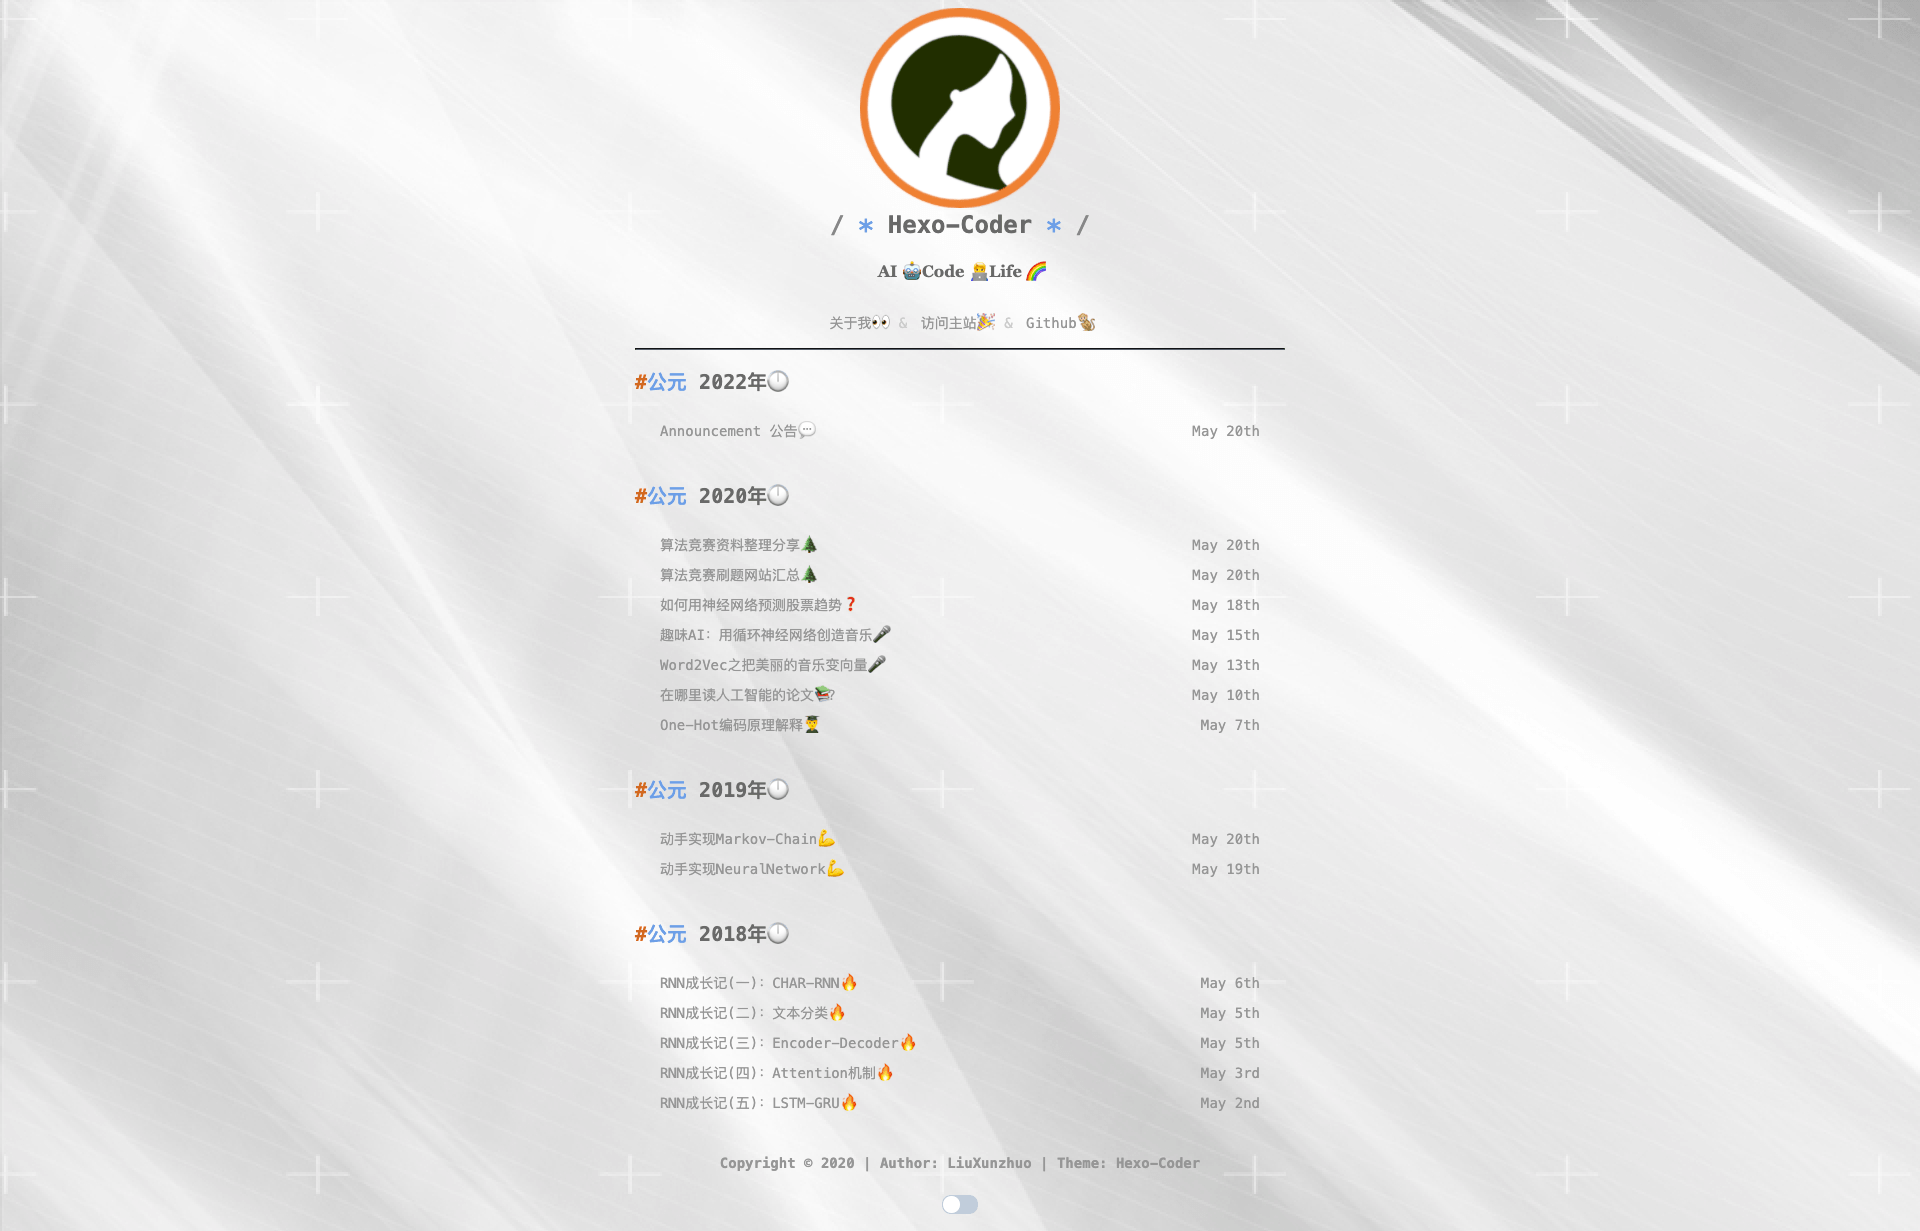 / * Hexo-Coder * /
AI 🤖Code 👩‍💻Life 🌈
关于我👀 & 访问主站🎉 & Github🐒
#公元 2022年🕛
Announcement 公告💬 May 20th
#公元 2020年🕛
算法竞赛资料整理分享🌲 May 20th
算法竞赛刷题网站汇总🌲 May 20th
如何用神经网络预测股票趋势❓ May 18th
趣味AI: 用循环神经网络创造音乐🎤 May 15th
Word2Vec之把美丽的音乐变向量🎤 May 13th
在哪里读人工智能的论文📚? May 10th
One-Hot编码原理解释👨‍🎓 May 7th
#公元 2019年🕛
动手实现Markov-Chain💪 May 20th
动手实现NeuralNetwork💪 May 19th
#公元 2018年🕛
RNN成长记(一): CHAR-RNN🔥 May 6th
RNN成长记(二): 文本分类🔥 May 5th
RNN成长记(三): Encoder-Decoder🔥 May 5th
RNN成长记(四): Attention机制🔥 May 3rd
RNN成长记(五): LSTM-GRU🔥 May 2nd
Copyright © 2020 | Author: LiuXunzhuo | Theme: Hexo-Coder